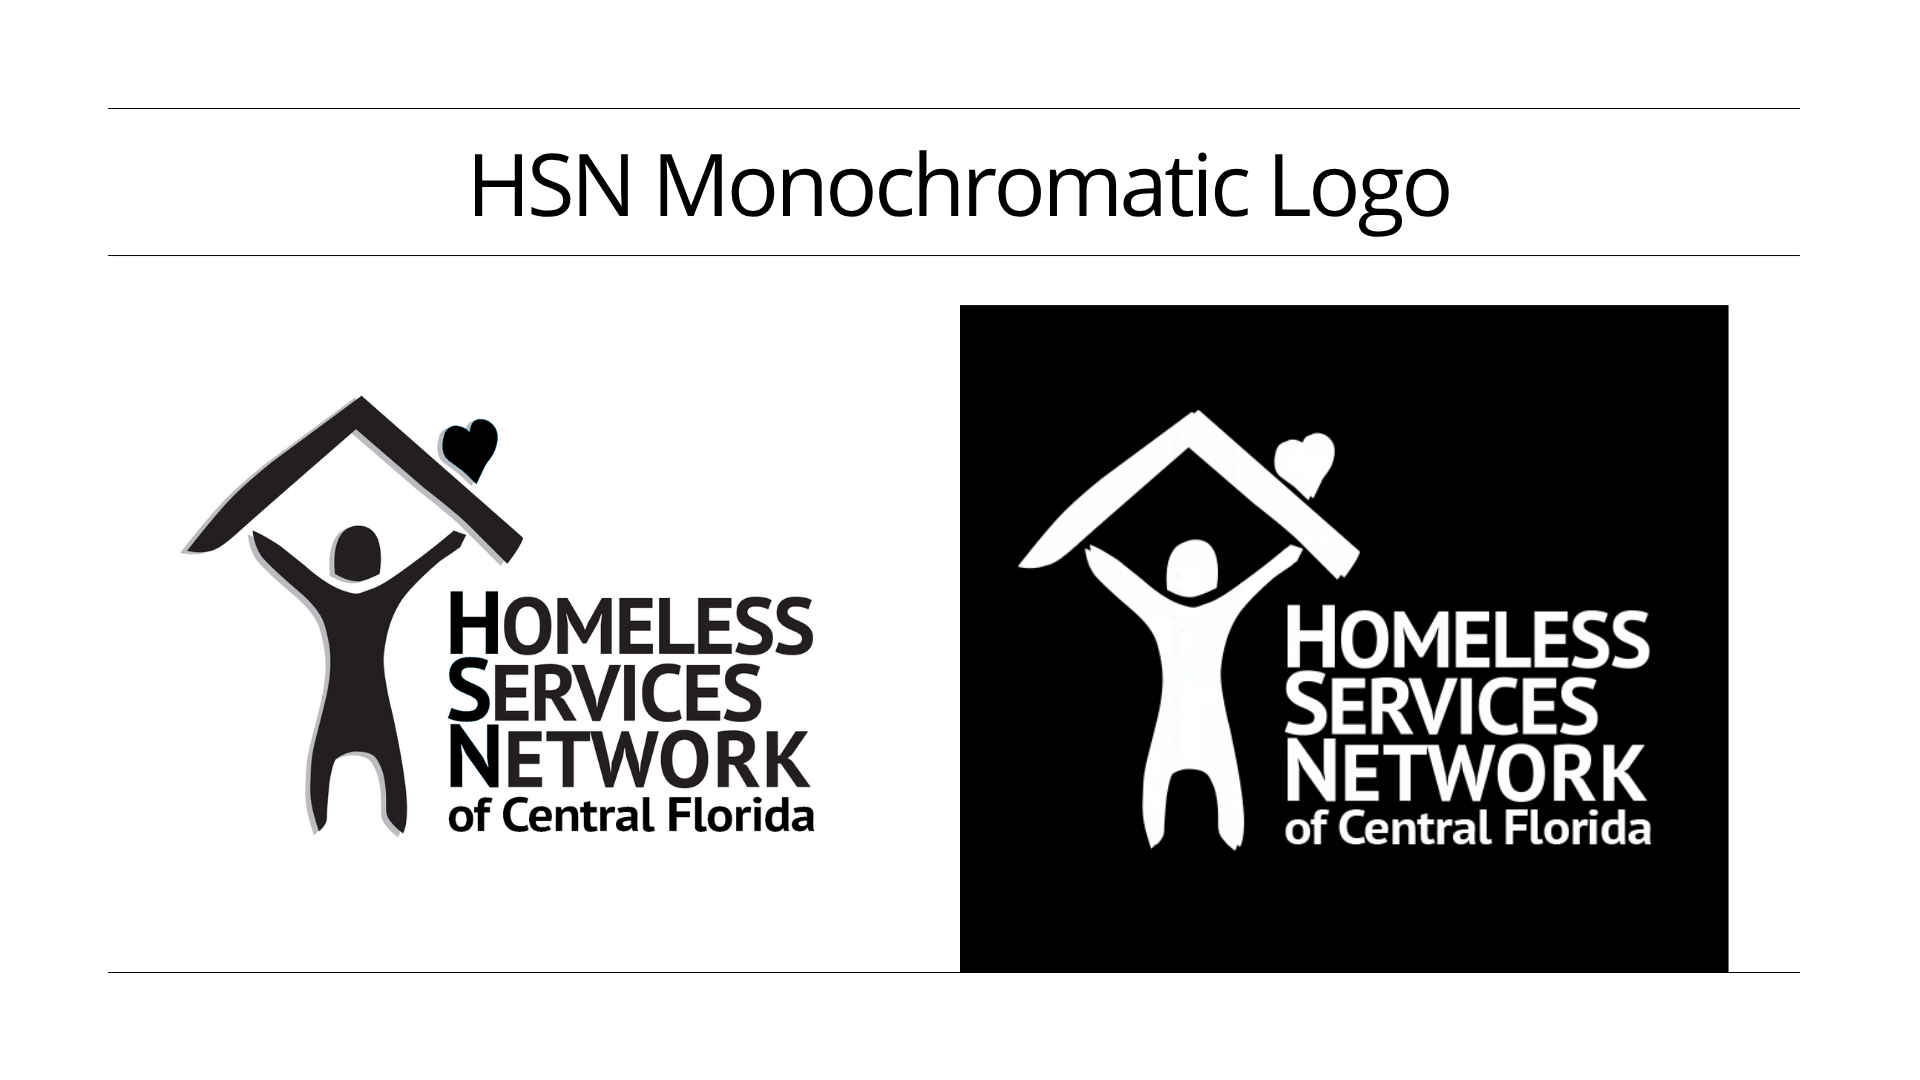 HSN Monochromatic Logo
HOMELESS
SERVICES
NETWORK
of Central Florida
HOMELESS
SERVICES
NETWORK
of Central Florida